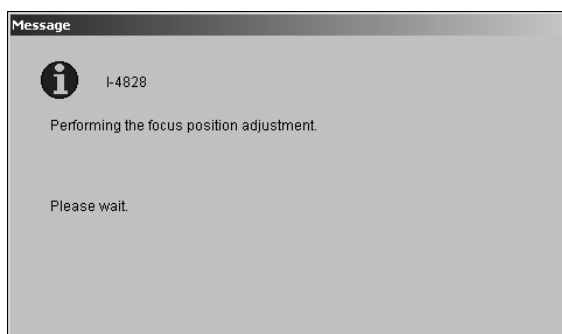 Message
I-4828
Performing the focus position adjustment.
Please wait.